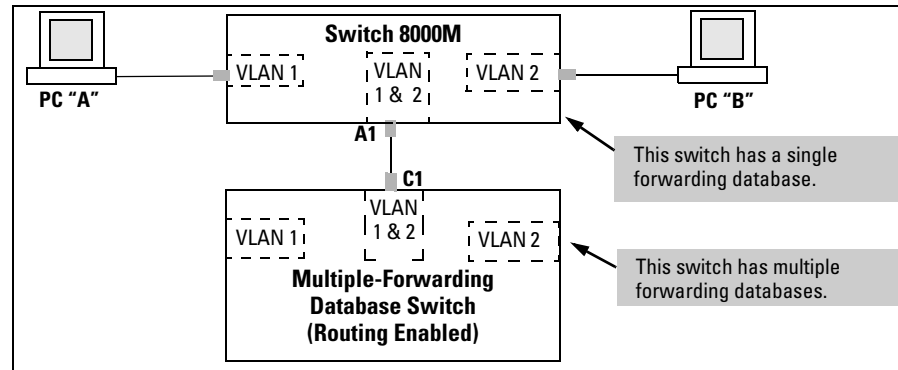 Switch 8000M
PC "A"
VLAN 1
VLAN
1 & 2
VLAN 2
PC "B"
A1
This switch has a single
forwarding database.
C1
VLAN
1 & 2
VLAN 1
VLAN 2
This switch has multiple
forwarding databases.
Multiple-Forwarding
Database Switch
(Routing Enabled)